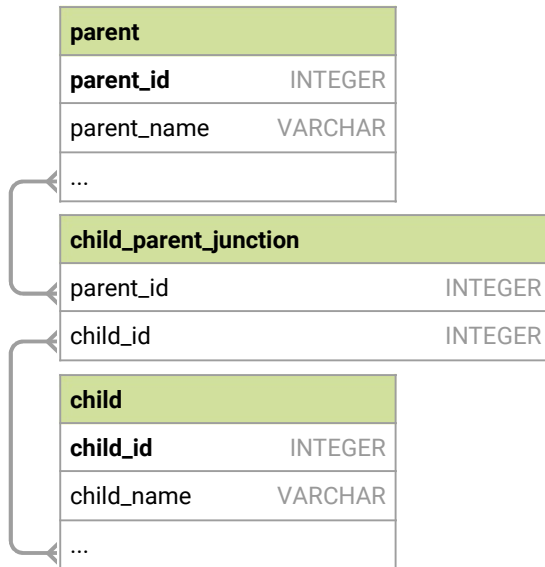 parent
parent_id INTEGER
parent_name VARCHAR
...
child_parent_junction
parent_id INTEGER
child_id INTEGER
child
child_id INTEGER
child_name VARCHAR
...